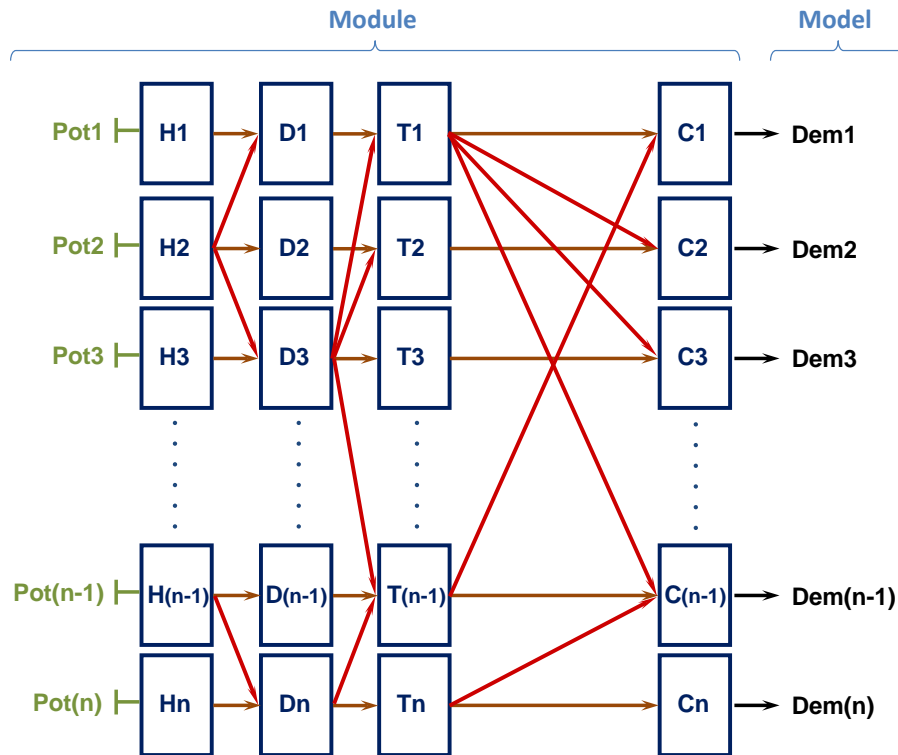 Module Model
Pot1 H1 D1 T1 C1 Dem1
Pot2 H2 D2 T2 C2 Dem2
Pot3 H3 D3 T3 C3 Dem3
Pot(n-1) H(n-1) D(n-1) T(n-1) C(n-1) Dem(n-1)
Pot(n) Hn Dn Tn Cn Dem(n)